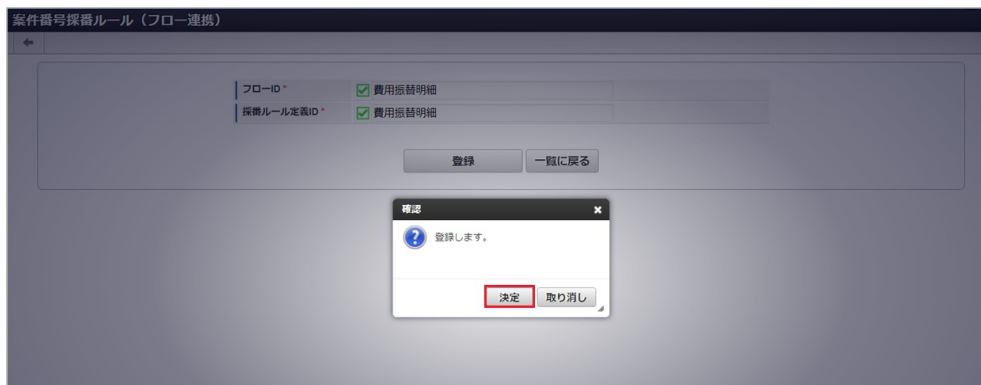 案件番号採番ルール（フロー連携）
フローID *
費用振替明細
採番ルール定義ID *
費用振替明細
登録
一覧に戻る
確認
登録します。
決定
取り消し